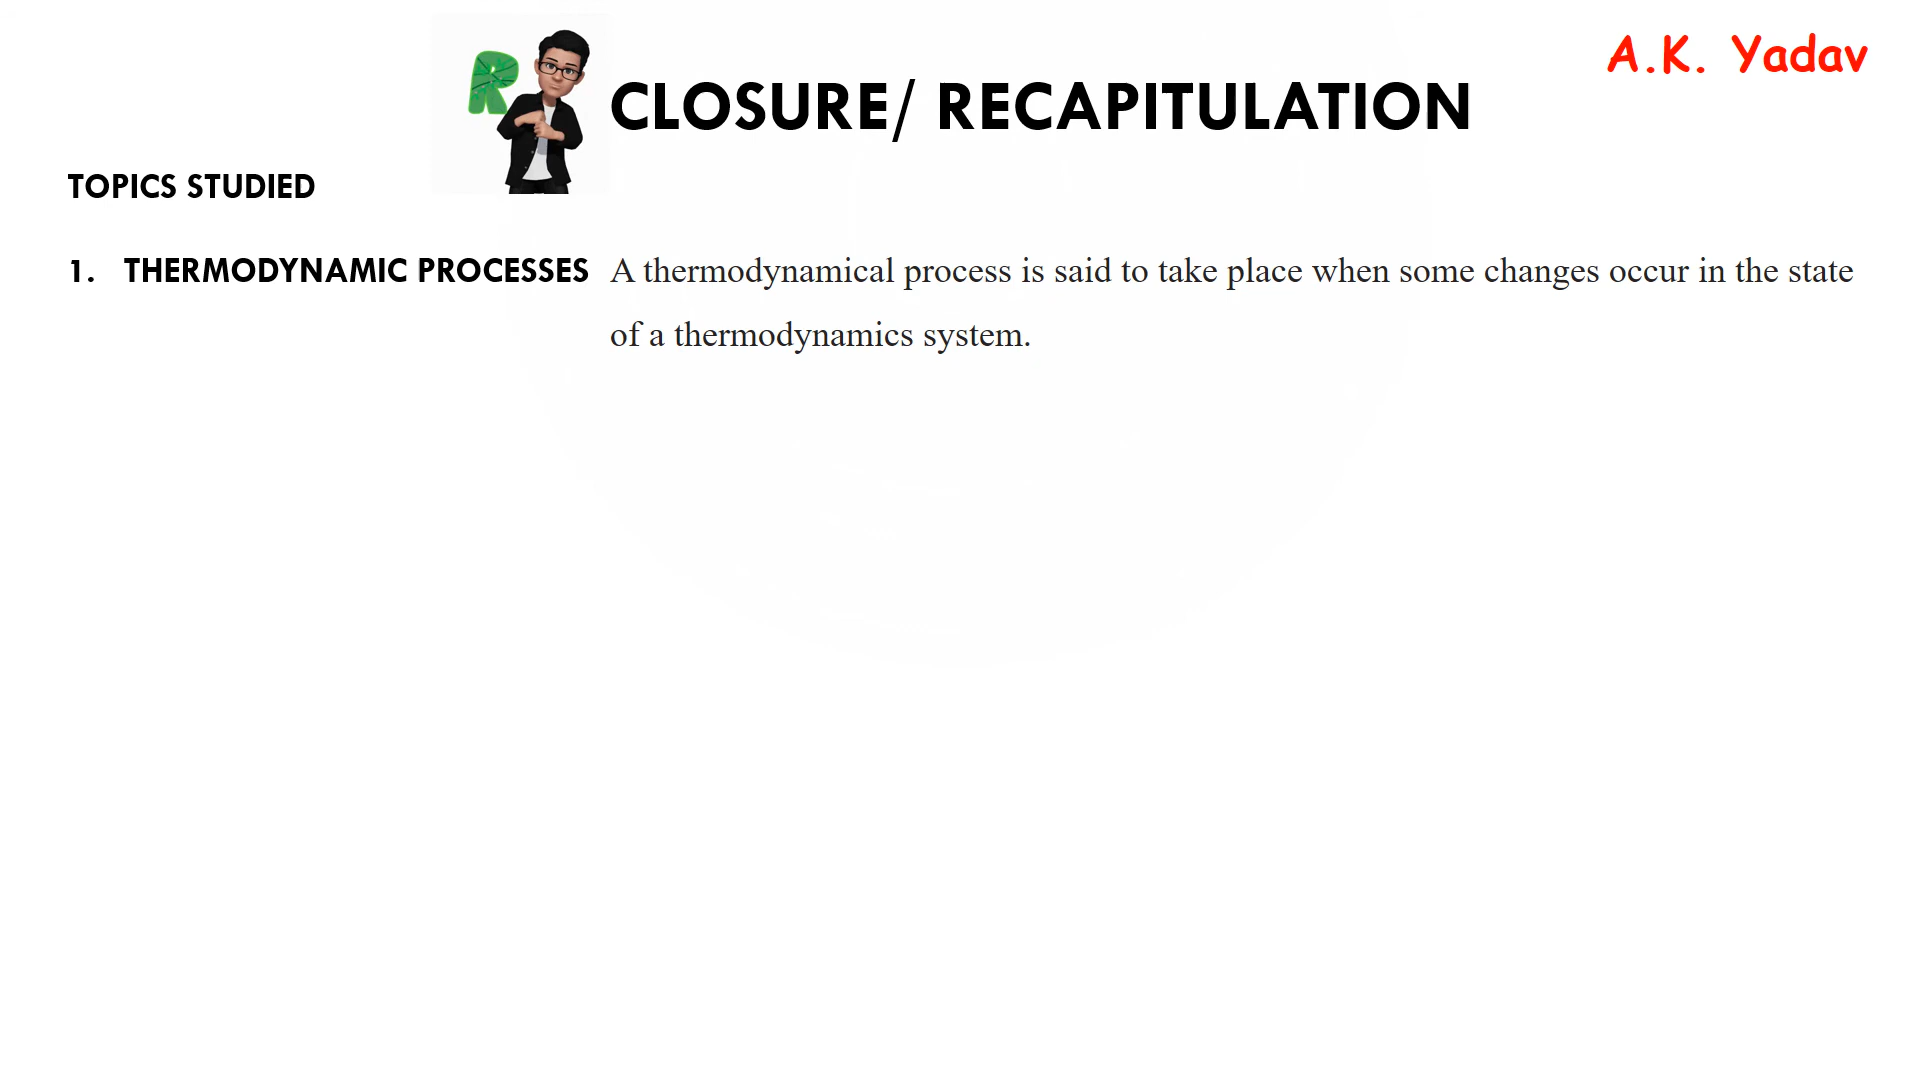 A.K. Yadav
R
CLOSURE/ RECAPITULATION
TOPICS STUDIED
1. THERMODYNAMIC PROCESSES A thermodynamical process is said to take place when some changes occur in the state
of a thermodynamics system.